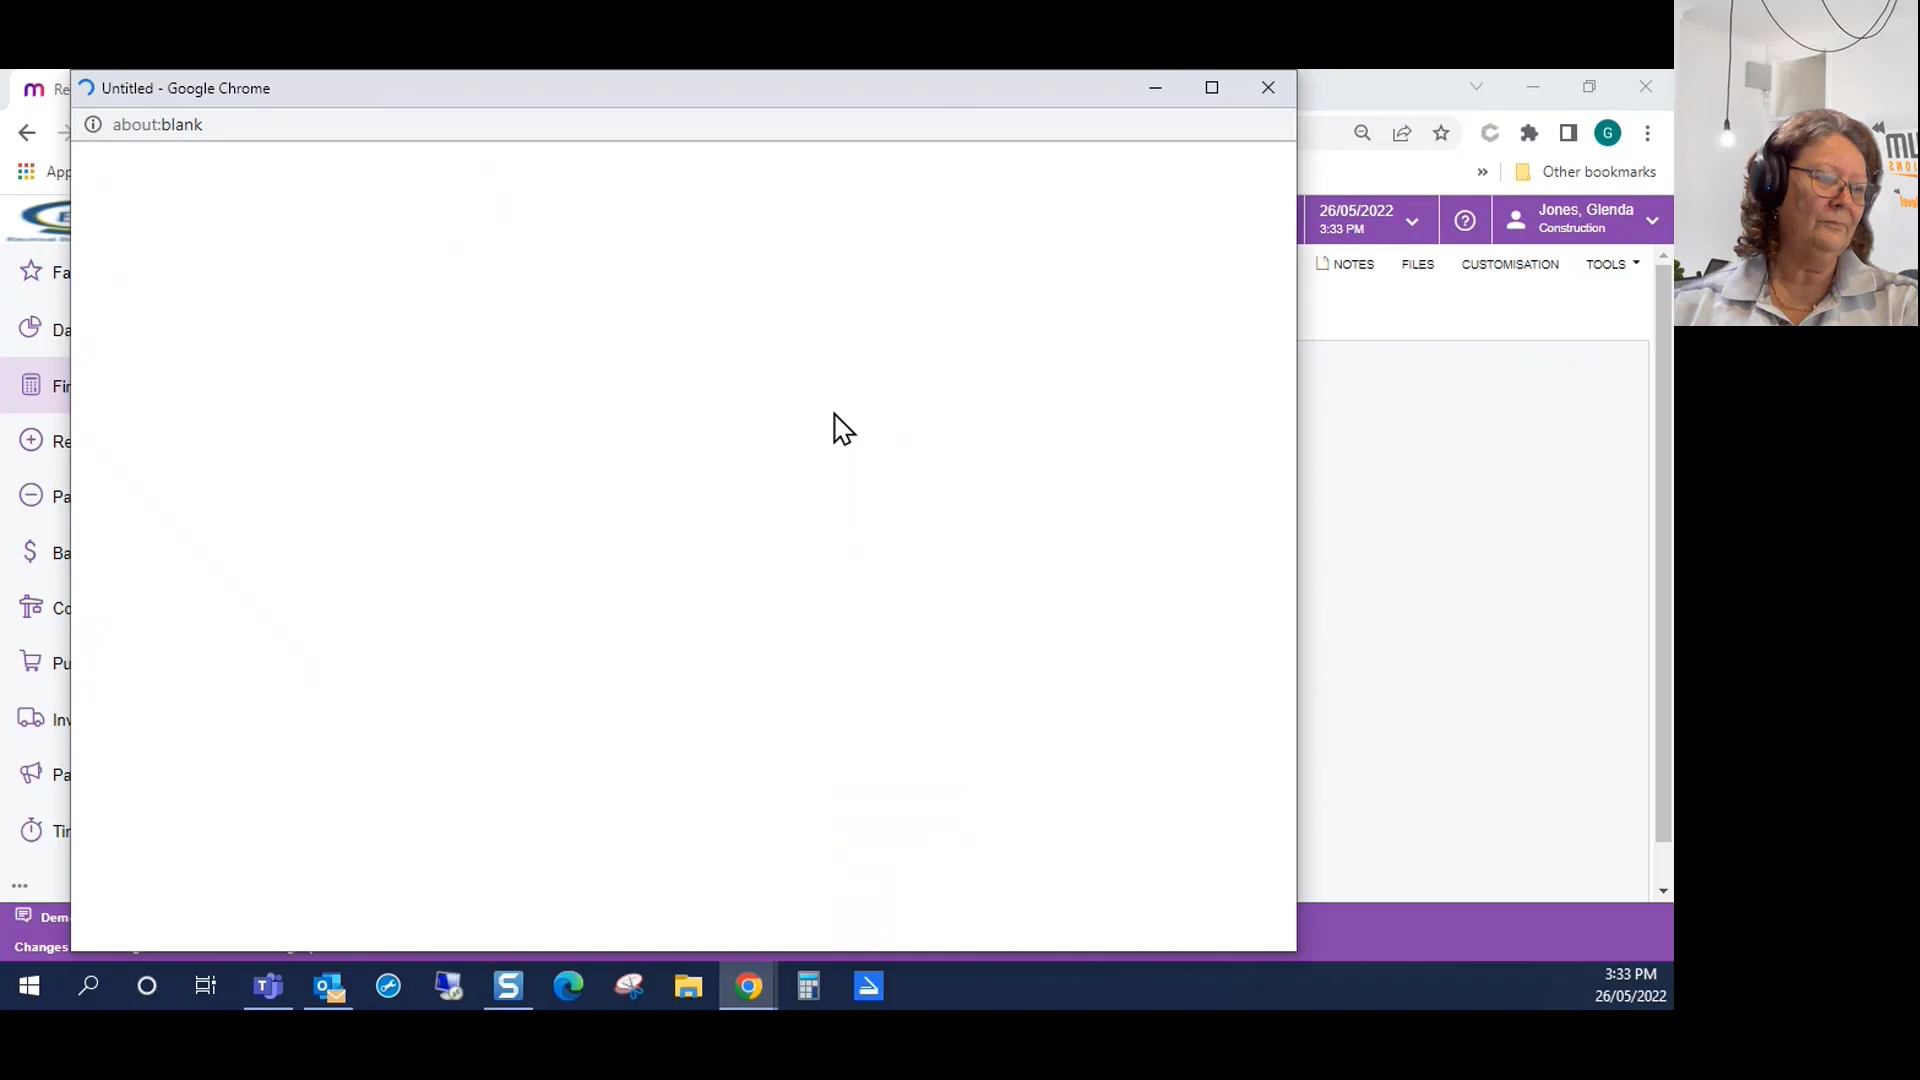 Untitled - Google Chrome
about:blank
Re
App
Other bookmarks
G
26/05/2022
3:33 PM
Jones, Glenda
Construction
NOTES FILES CUSTOMISATION TOOLS
Fa
Da
Fin
Re
Pa
Ba
Co
Pu
Inv
Pa
Tir
Dem
Changes
3:33 PM
26/05/2022